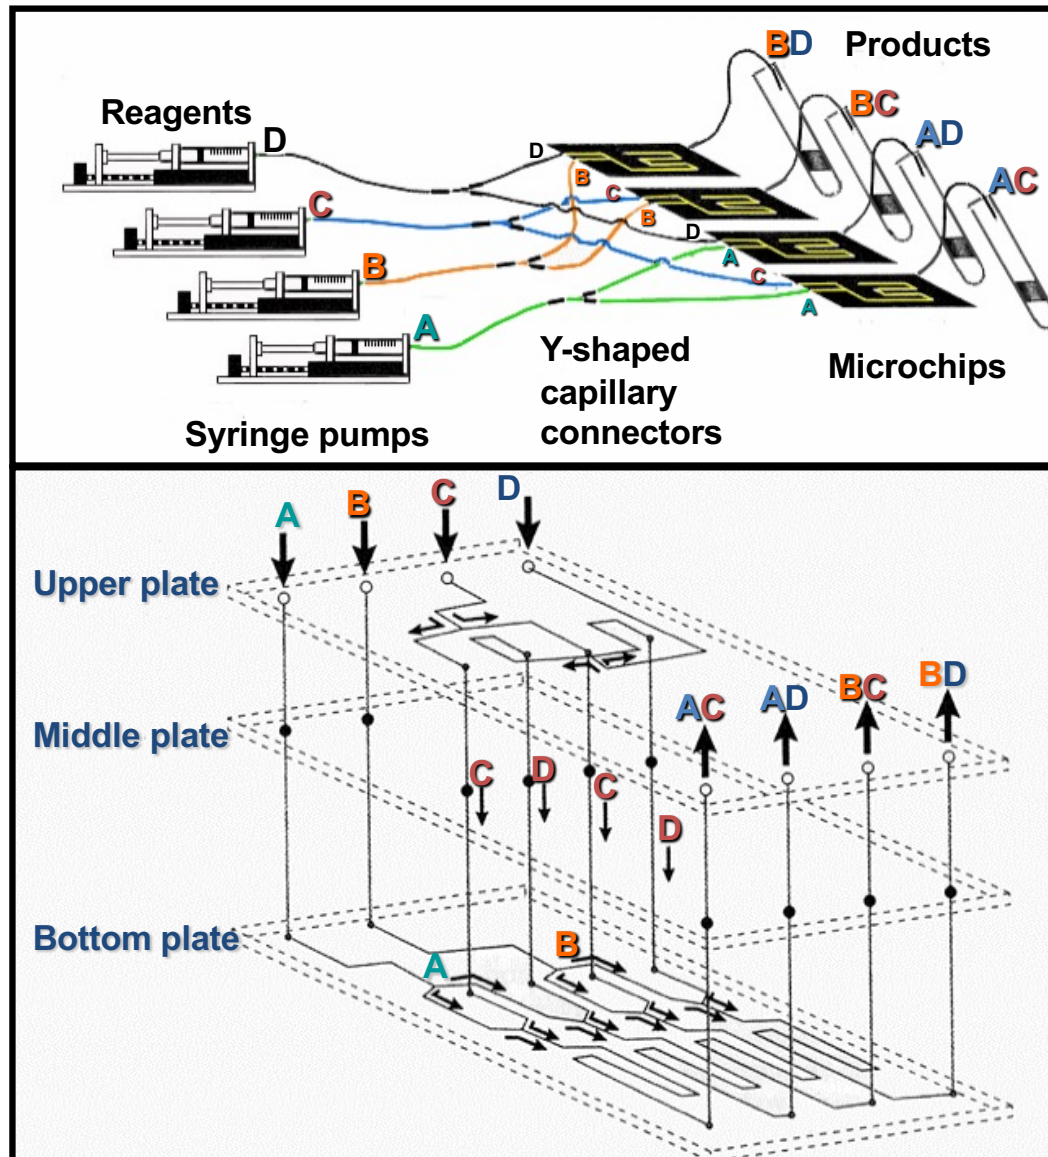 BD
Products
Reagents
D
BC
AD
D
B
C
C
B
AC
D
B
A
C
A
A
Y-shaped
capillary
connectors
Microchips
Syringe pumps
A
B
C
D
Upper plate
AC
AD
BC
BD
Middle plate
C
D
C
D
Bottom plate
A
B